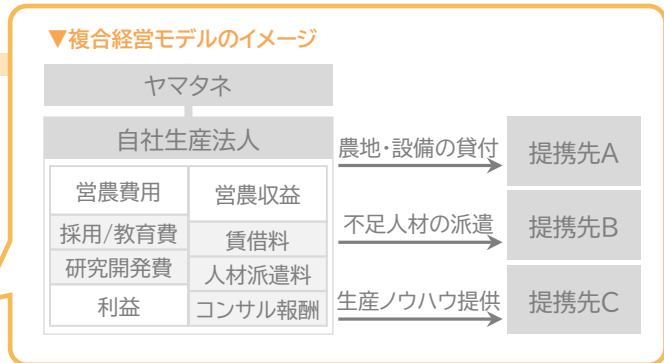 ▼複合経営モデルのイメージ
ヤマタネ
自社生産法人
営農費用
営農収益
採用/教育費
賃借料
研究開発費
人材派遣料
利益
コンサル報酬
農地・設備の貸付
提携先A
不足人材の派遣
提携先B
生産ノウハウ提供
提携先C